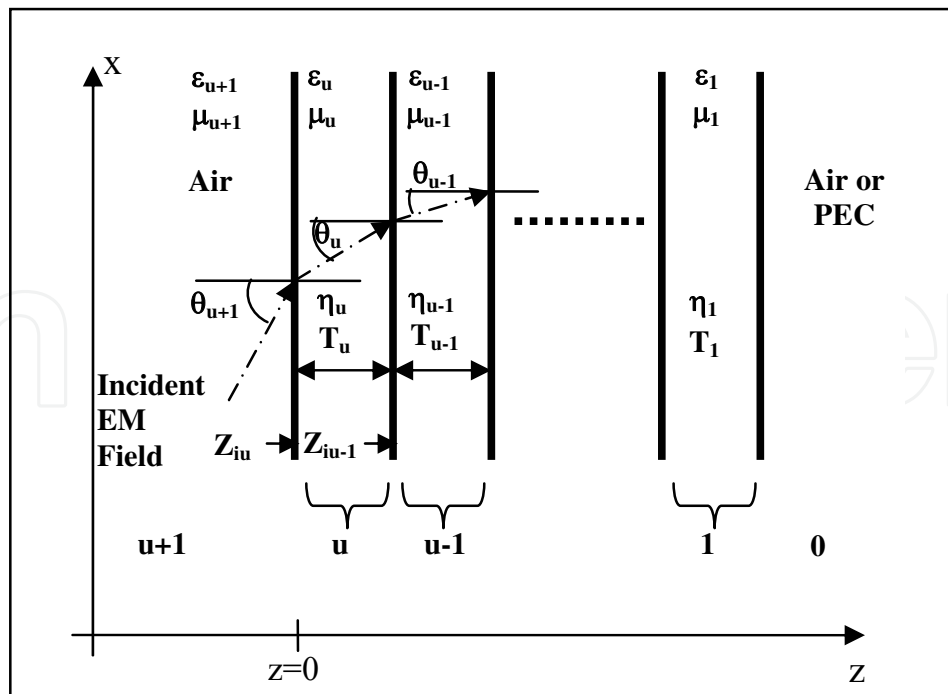 x
ε_{u+1} ε_u ε_{u-1} ε_1
μ_{u+1} μ_u μ_{u-1} μ_1
Air
θ_{u-1}
Air or
PEC
θ_u
θ_{u+1}
η_u η_{u-1} η_1
T_u T_{u-1} T_1
Incident
EM
Field
Z_{iu} Z_{iu-1}
u+1 u u-1 1 0
z=0
z